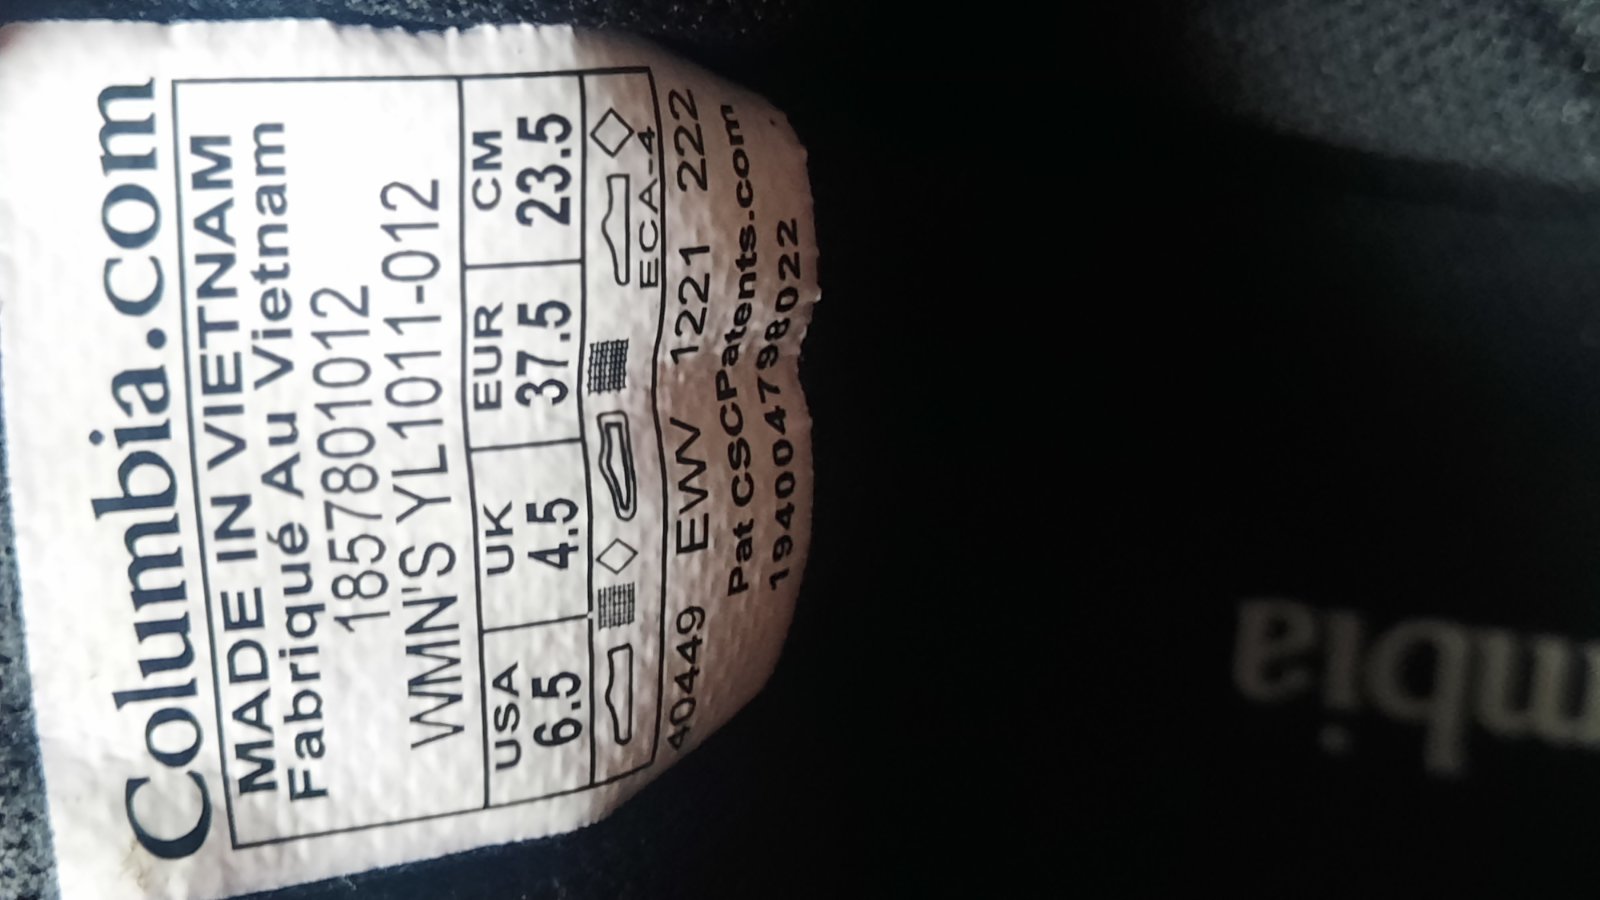 Columbia.com
MADE IN VIETNAM
Fabriqué Au Vietnam
1857801012
WMN'S YL1011-012
USA UK EUR CM
6.5 4.5 37.5 23.5
ECA-4
40449 EWW 1221 222
Pat CSCPatents.com
194004798022
mbia